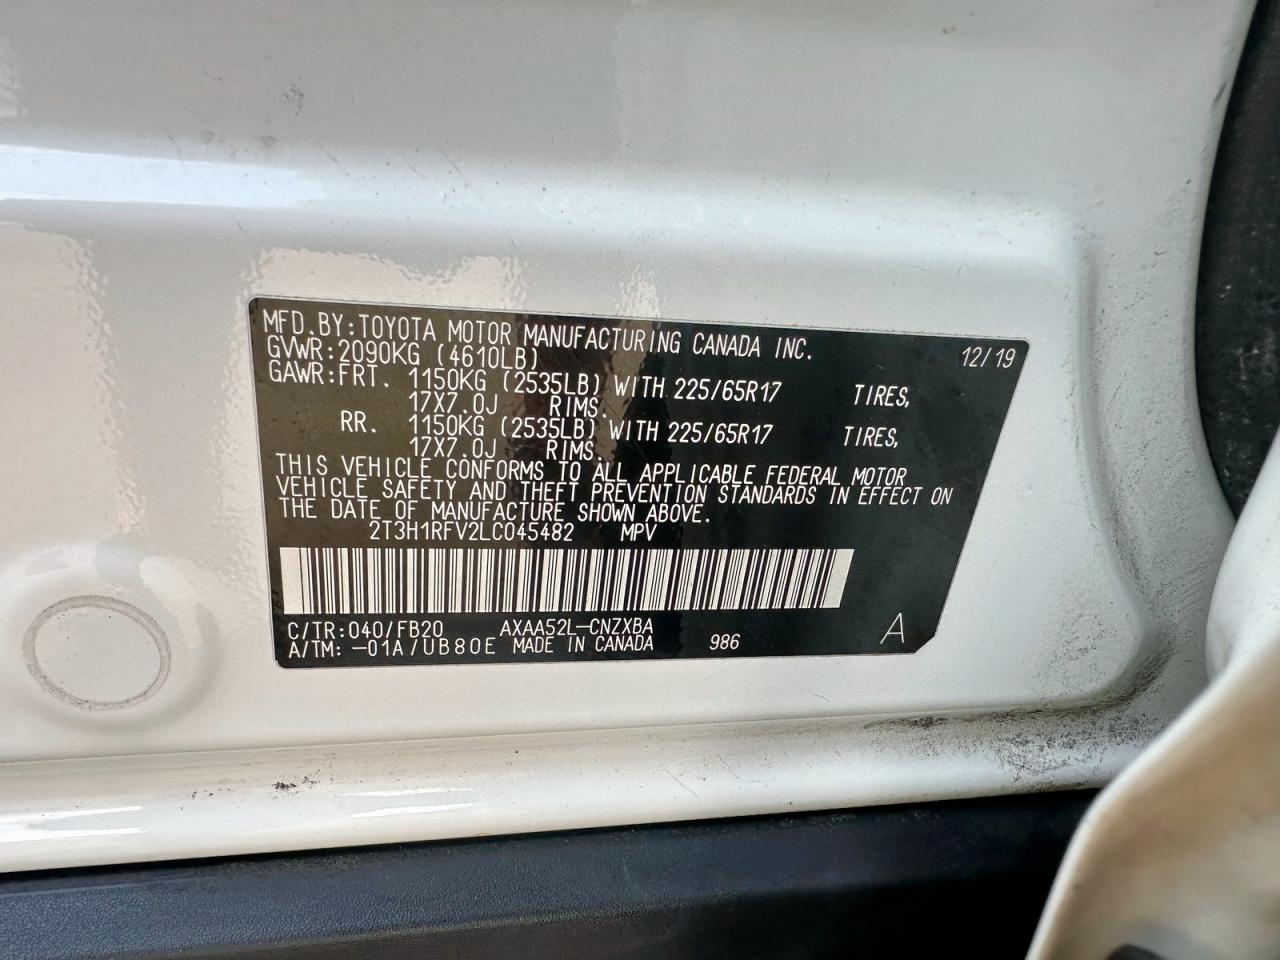 MFD.BY:TOYOTA MOTOR MANUFACTURING CANADA INC. 12/19
GVWR:2090KG (4610LB)
GAWR:FRT. 1150KG (2535LB) WITH 225/65R17 TIRES,
17X7.0J RIMS.
RR. 1150KG (2535LB) WITH 225/65R17 TIRES,
17X7.0J RIMS.
THIS VEHICLE CONFORMS TO ALL APPLICABLE FEDERAL MOTOR
VEHICLE SAFETY AND THEFT PREVENTION STANDARDS IN EFFECT ON
THE DATE OF MANUFACTURE SHOWN ABOVE.
2T3H1RFV2LC045482 MPV
C/TR:040/FB20 AXAA52L-CNZXBA
A/TM: -01A/UB80E MADE IN CANADA 986 A